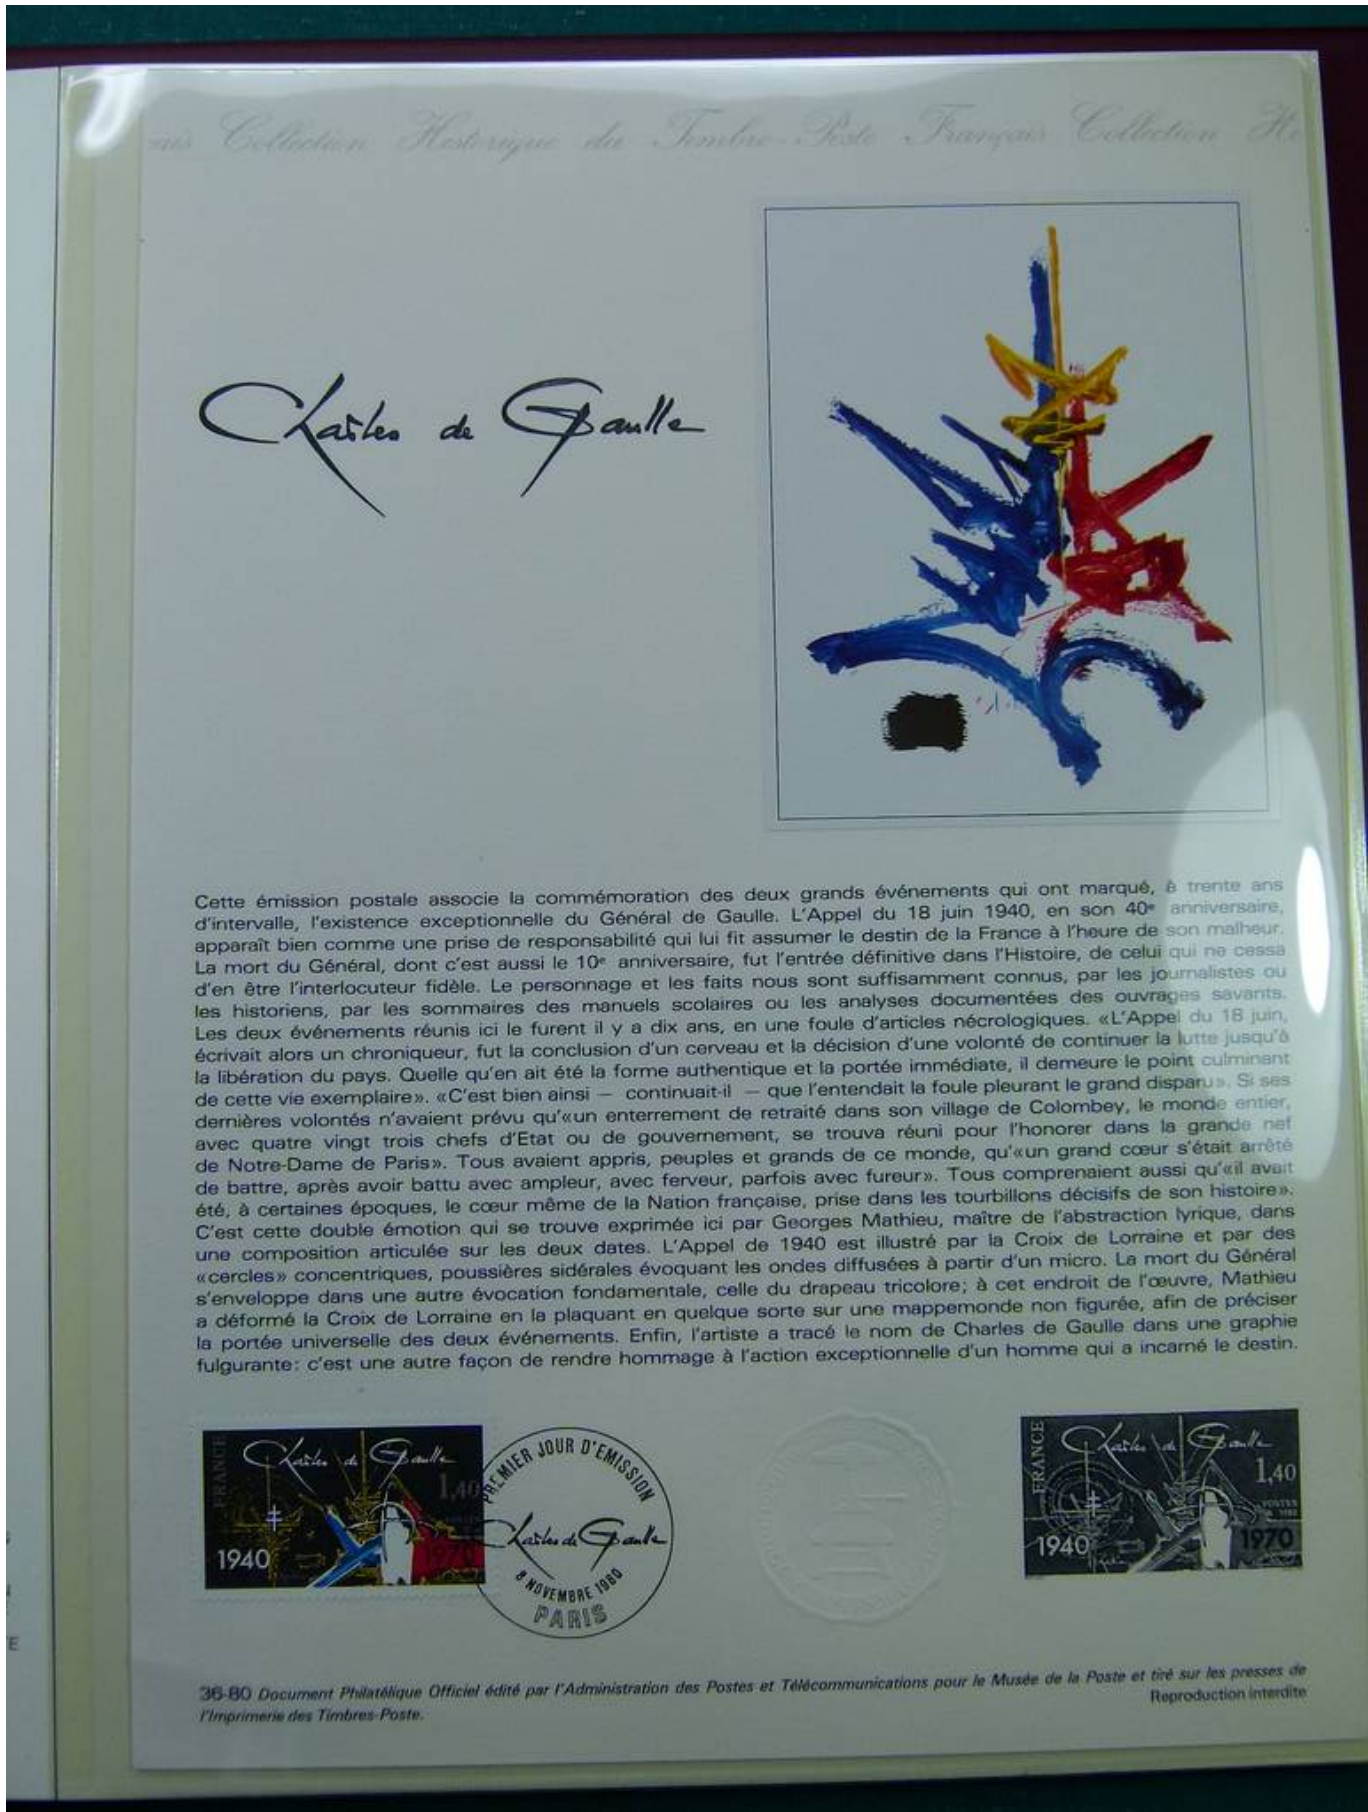 Collection Historique du Timbre-Poste Français Collection
Charles de Gaulle
Cette émission postale associe la commémoration des deux grands événements qui ont marqué, à trente ans
d'intervalle, l'existence exceptionnelle du Général de Gaulle. L'Appel du 18 juin 1940, en son 40e anniversaire,
apparaît bien comme une prise de responsabilité qui lui fit assumer le destin de la France à l'heure de son malheur.
La mort du Général, dont c'est aussi le 10e anniversaire, fut l'entrée définitive dans l'Histoire, de celui qui ne cessa
d'en être l'interlocuteur fidèle. Le personnage et les faits nous sont suffisamment connus, par les journalistes ou
les historiens, par les sommaires des manuels scolaires ou les analyses documentées des ouvrages savants.
Les deux événements réunis ici le furent il y a dix ans, en une foule d'articles nécrologiques. «L'Appel du 18 juin,
écrivait alors un chroniqueur, fut la conclusion d'un cerveau et la décision d'une volonté de continuer la lutte jusqu'à
la libération du pays. Quelle qu'en ait été la forme authentique et la portée immédiate, il demeure le point culminant
de cette vie exemplaire». «C'est bien ainsi — continuait-il — que l'entendait la foule pleurant le grand disparu». Si ses
dernières volontés n'avaient prévu qu'«un enterrement de retraité dans son village de Colombey, le monde entier,
avec quatre vingt trois chefs d'Etat ou de gouvernement, se trouva réuni pour l'honorer dans la grande nef
de Notre-Dame de Paris». Tous avaient appris, peuples et grands de ce monde, qu'«un grand cœur s'était arrêté
de battre, après avoir battu avec ampleur, avec ferveur, parfois avec fureur». Tous comprenaient aussi qu'«il avait
été, à certaines époques, le cœur même de la Nation française, prise dans les tourbillons décisifs de son histoire».
C'est cette double émotion qui se trouve exprimée ici par Georges Mathieu, maître de l'abstraction lyrique, dans
une composition articulée sur les deux dates. L'Appel de 1940 est illustré par la Croix de Lorraine et par des
«cercles» concentriques, poussières sidérales évoquant les ondes diffusées à partir d'un micro. La mort du Général
s'enveloppe dans une autre évocation fondamentale, celle du drapeau tricolore; à cet endroit de l'œuvre, Mathieu
a déformé la Croix de Lorraine en la plaquant en quelque sorte sur une mappemonde non figurée, afin de préciser
la portée universelle des deux événements. Enfin, l'artiste a tracé le nom de Charles de Gaulle dans une graphie
fulgurante: c'est une autre façon de rendre hommage à l'action exceptionnelle d'un homme qui a incarné le destin.
FRANCE
Charles de Gaulle
1,40
1940
1970
PREMIER JOUR D'EMISSION
Charles de Gaulle
8 NOVEMBRE 1980
PARIS
FRANCE
Charles de Gaulle
1,40
POSTES
1940
1970
36-80 Document Philatélique Officiel édité par l'Administration des Postes et Télécommunications pour le Musée de la Poste et tiré sur les presses de
l'Imprimerie des Timbres-Poste.
Reproduction interdite